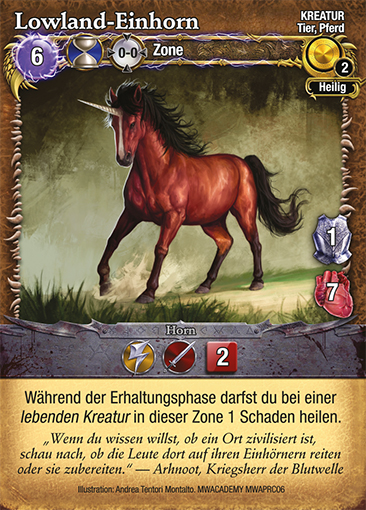 Lowland-Einhorn
KREATUR
Tier, Pferd
6
0-0
Zone
2
Heilig
1
7
Horn
2
Während der Erhaltungsphase darfst du bei einer
lebenden Kreatur in dieser Zone 1 Schaden heilen.
„Wenn du wissen willst, ob ein Ort zivilisiert ist,
schau nach, ob die Leute dort auf ihren Einhörnern reiten
oder sie zubereiten.“ — Arhnoot, Kriegsherr der Blutwelle
Illustration: Andrea Tentori Montalto. MWACADEMY MWAPRC06